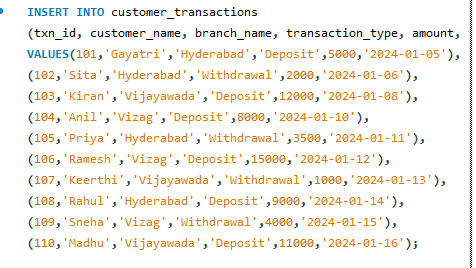 INSERT INTO customer_transactions
(txn_id, customer_name, branch_name, transaction_type, amount,
VALUES(101,'Gayatri','Hyderabad','Deposit',5000,'2024-01-05'),
(102,'Sita','Hyderabad','Withdrawal',2000,'2024-01-06'),
(103,'Kiran','Vijayawada','Deposit',12000,'2024-01-08'),
(104,'Anil','Vizag','Deposit',8000,'2024-01-10'),
(105,'Priya','Hyderabad','Withdrawal',3500,'2024-01-11'),
(106,'Ramesh','Vizag','Deposit',15000,'2024-01-12'),
(107,'Keerthi','Vijayawada','Withdrawal',1000,'2024-01-13'),
(108,'Rahul','Hyderabad','Deposit',9000,'2024-01-14'),
(109,'Sneha','Vizag','Withdrawal',4000,'2024-01-15'),
(110,'Madhu','Vijayawada','Deposit',11000,'2024-01-16');